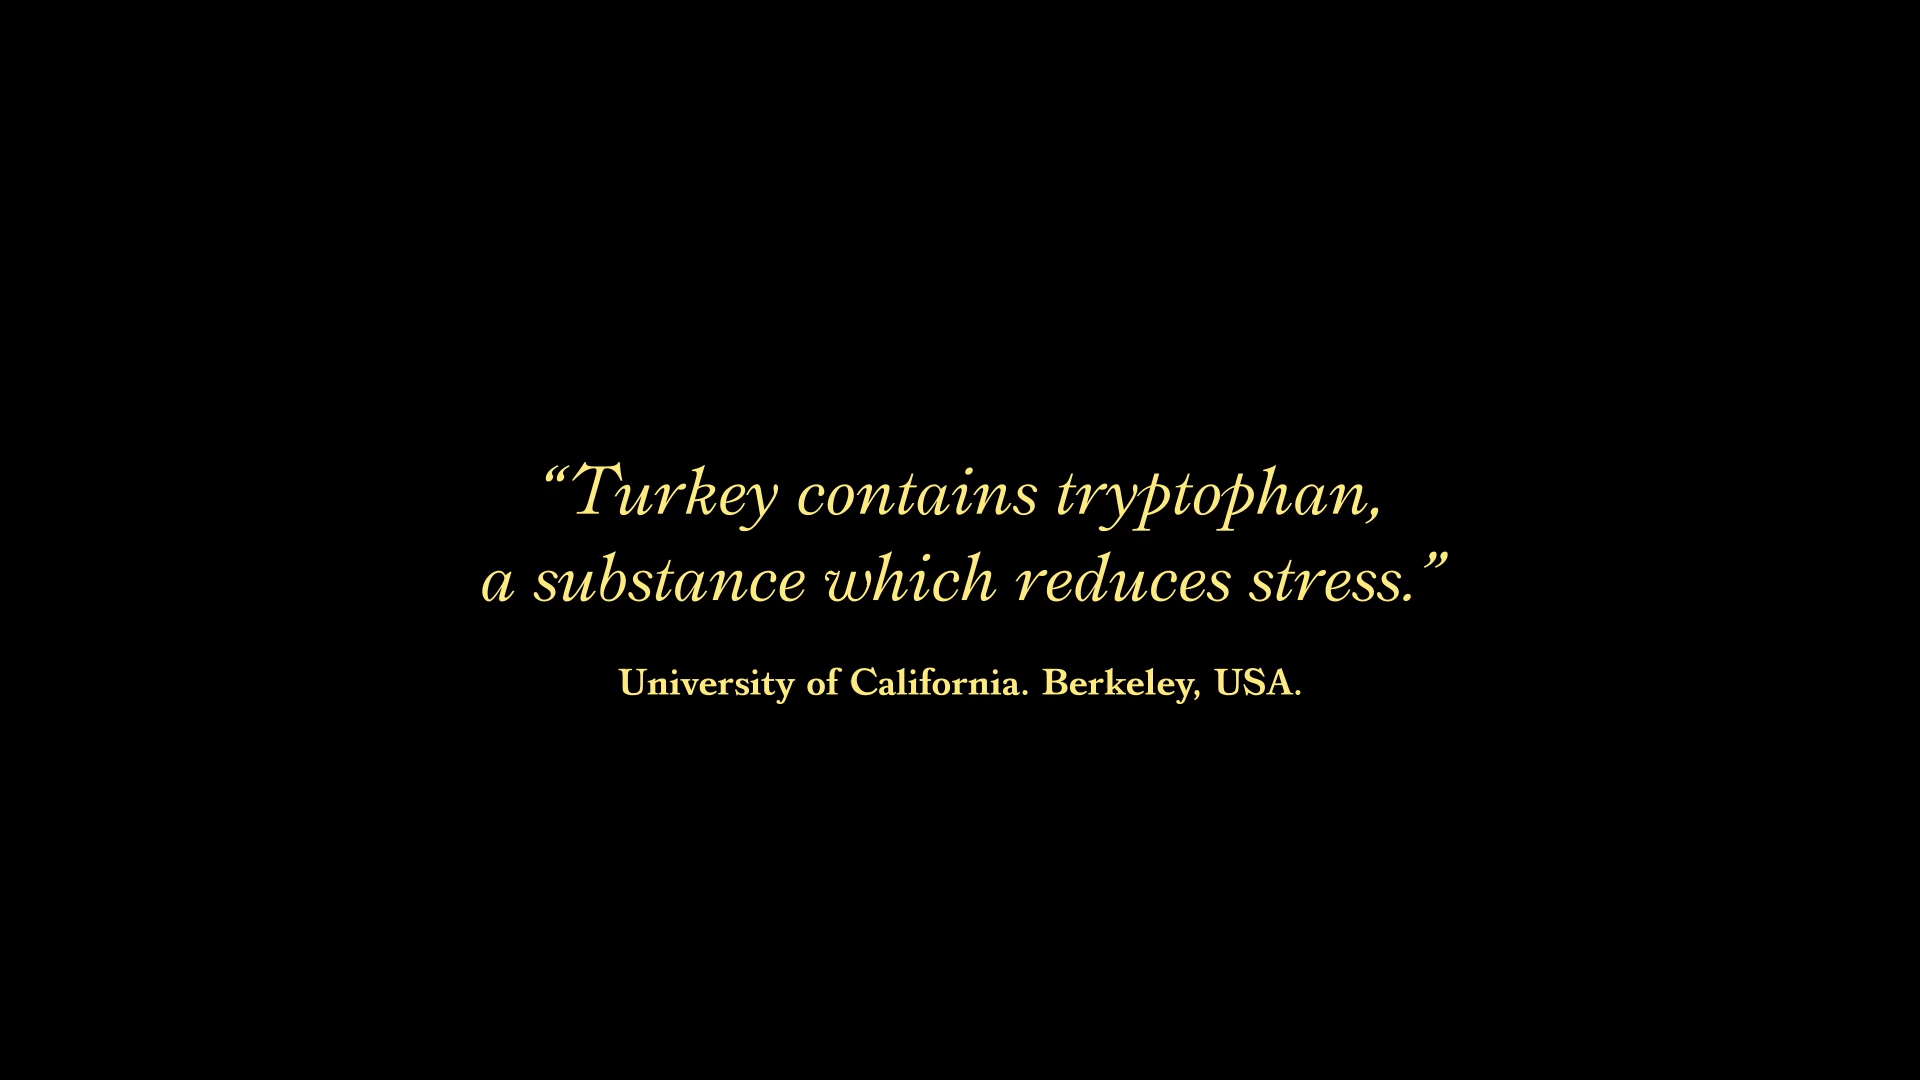 “Turkey contains tryptophan,
a substance which reduces stress.”
University of California. Berkeley, USA.